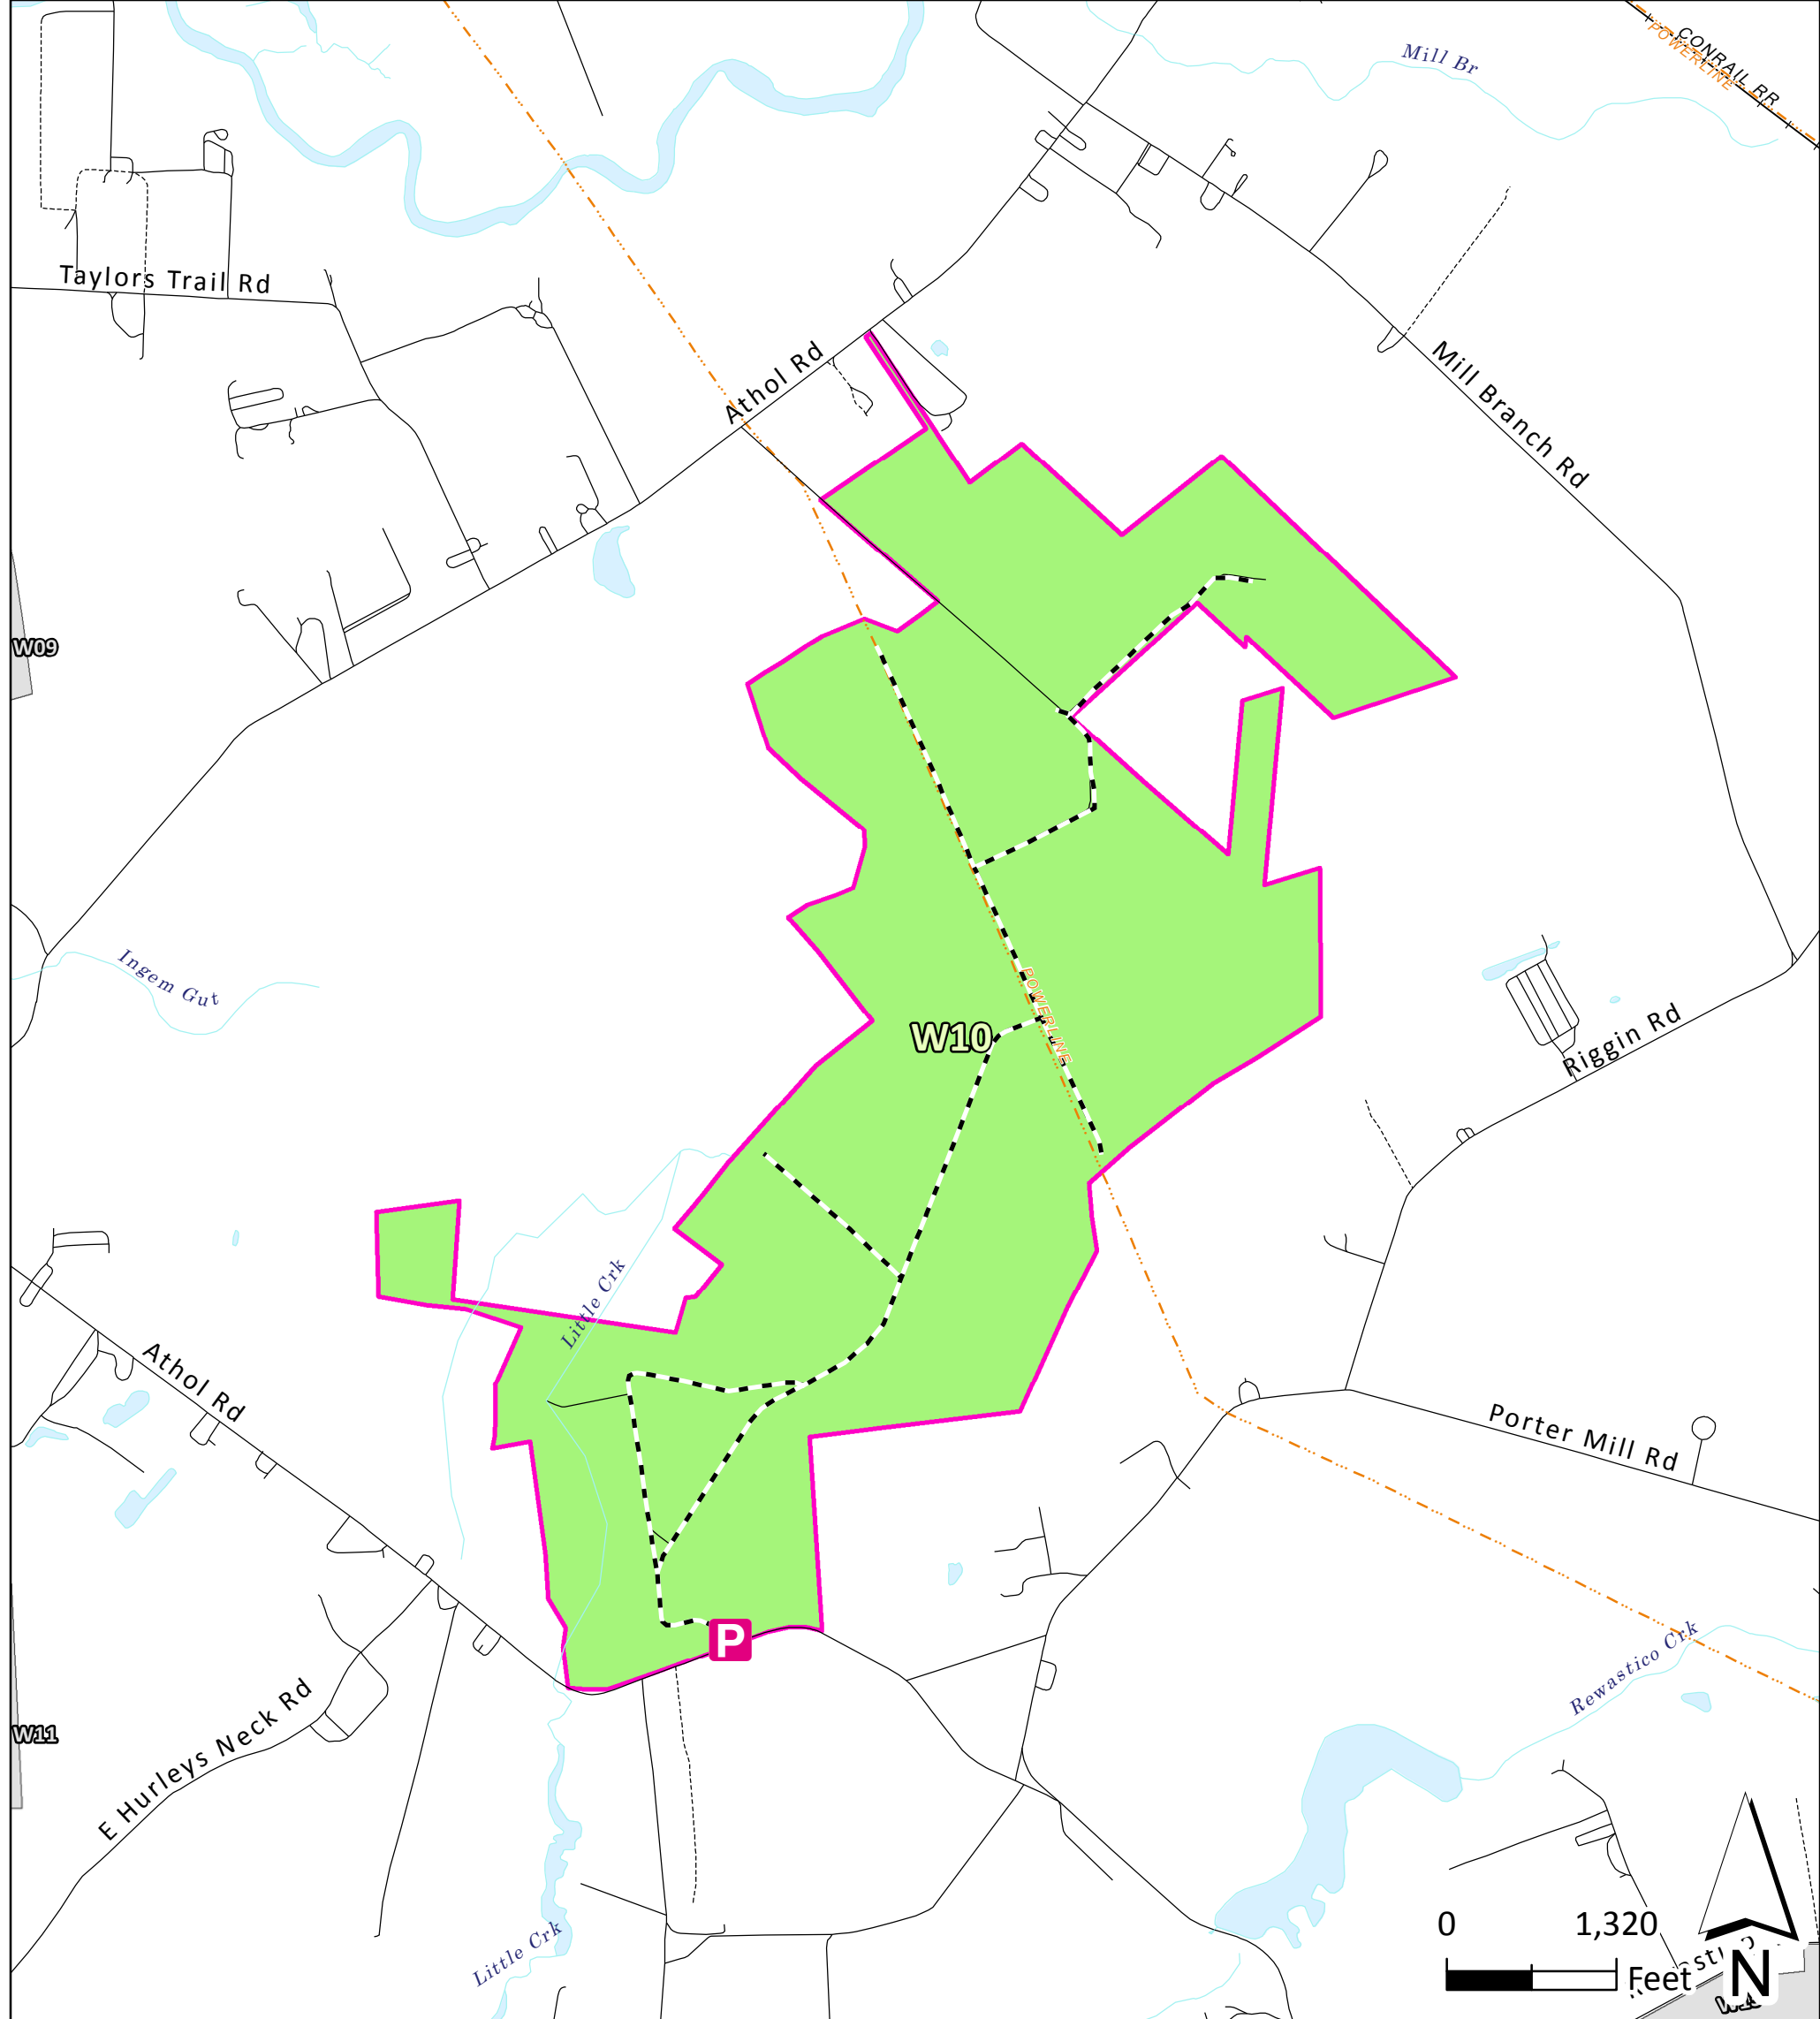 Mill Br
CONRAIL RR
POWERLINE
Taylors Trail Rd
Athol Rd
Mill Branch Rd
W09
Ingem Gut
POWERLINE
W10
Riggin Rd
Little Crk
Athol Rd
Porter Mill Rd
P
Rewastico Crk
E Hurleys Neck Rd
W11
0 1,320
Feet
N
Little Crk